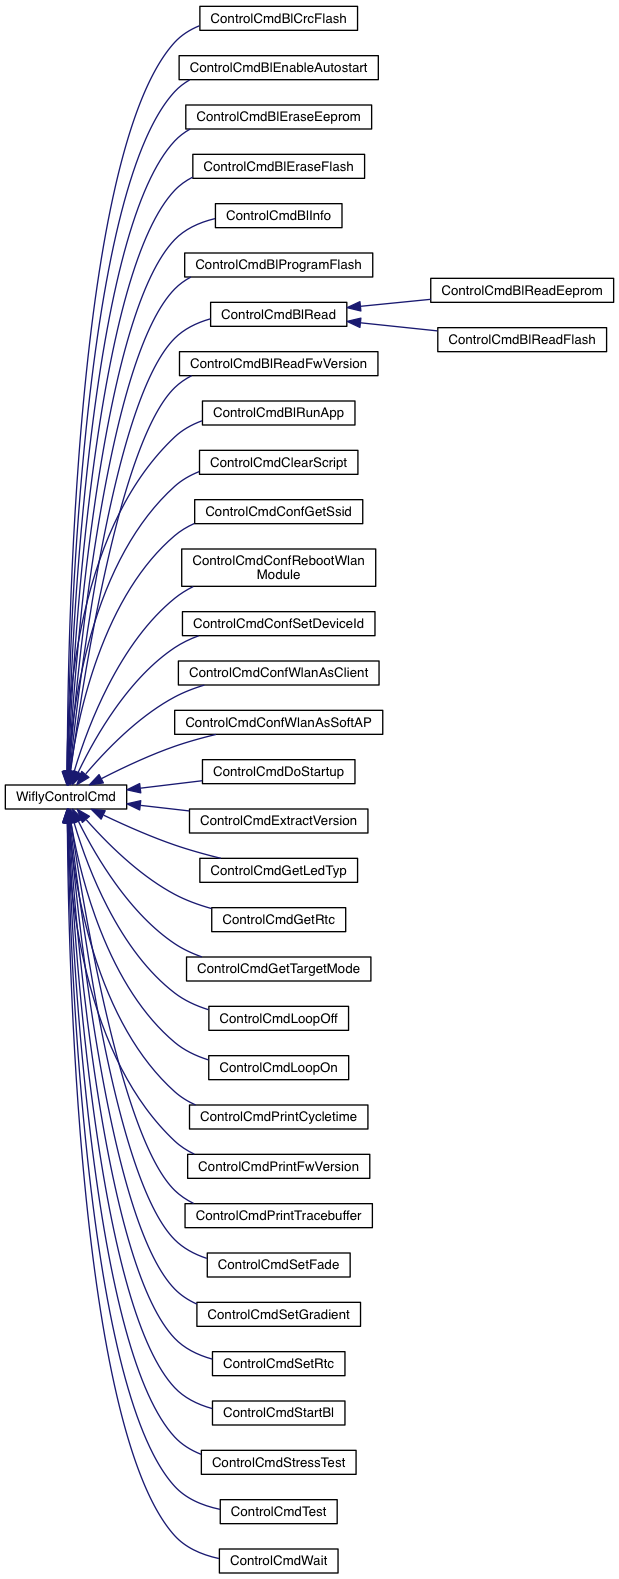 ControlCmdBlCrcFlash
ControlCmdBlEnableAutostart
ControlCmdBlEraseEeprom
ControlCmdBlEraseFlash
ControlCmdBlInfo
ControlCmdBlProgramFlash
ControlCmdBlReadEeprom
ControlCmdBlRead
ControlCmdBlReadFlash
ControlCmdBlReadFwVersion
ControlCmdBlRunApp
ControlCmdClearScript
ControlCmdConfGetSsid
ControlCmdConfRebootWlan
Module
ControlCmdConfSetDeviceId
ControlCmdConfWlanAsClient
ControlCmdConfWlanAsSoftAP
ControlCmdDoStartup
WiflyControlCmd
ControlCmdExtractVersion
ControlCmdGetLedTyp
ControlCmdGetRtc
ControlCmdGetTargetMode
ControlCmdLoopOff
ControlCmdLoopOn
ControlCmdPrintCycletime
ControlCmdPrintFwVersion
ControlCmdPrintTracebuffer
ControlCmdSetFade
ControlCmdSetGradient
ControlCmdSetRtc
ControlCmdStartBl
ControlCmdStressTest
ControlCmdTest
ControlCmdWait